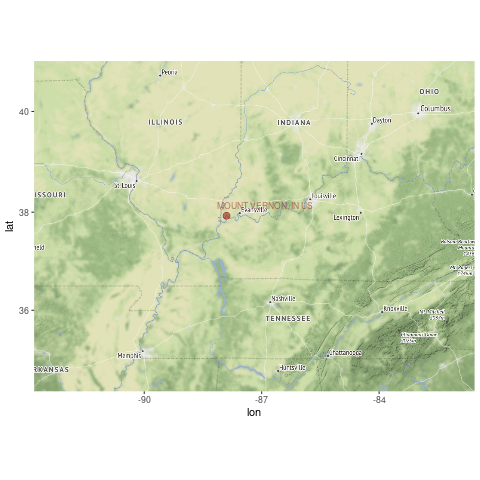 Peoria
OHIO
40
Columbus
ILLINOIS
INDIANA
Dayton
Cincinnati
St. Louis
ISSOURI
Louisville
MOUNT VERNON, IN US
38
Evansville
Lexington
lat
field
36
Nashville
Knoxville
TENNESSEE
Memphis
Chattanooga
Huntsville
RKANSAS
-90
-87
-84
lon